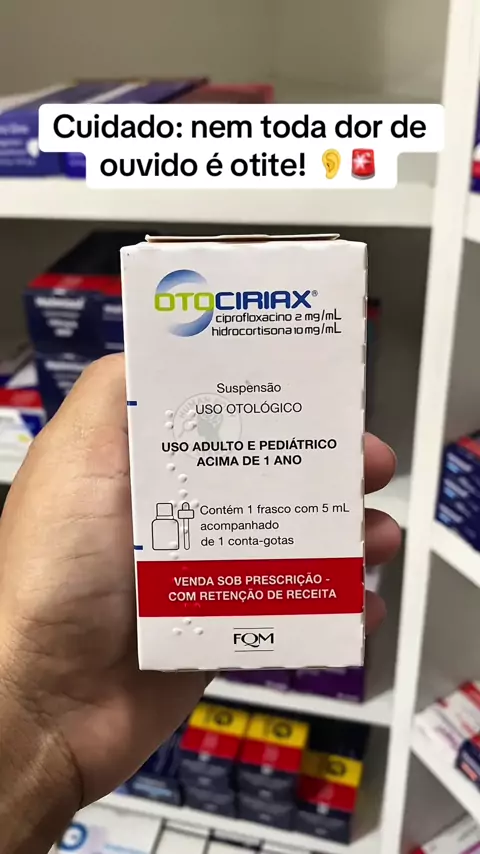 Cuidado: nem toda dor de
ouvido é otite! 👂🚨
OTOCIRIAX®
ciprofloxacino 2 mg/mL
hidrocortisona 10 mg/mL
Suspensão
USO OTOLÓGICO
USO ADULTO E PEDIÁTRICO
ACIMA DE 1 ANO
Contém 1 frasco com 5 mL
acompanhado
de 1 conta-gotas
VENDA SOB PRESCRIÇÃO -
COM RETENÇÃO DE RECEITA
FQM